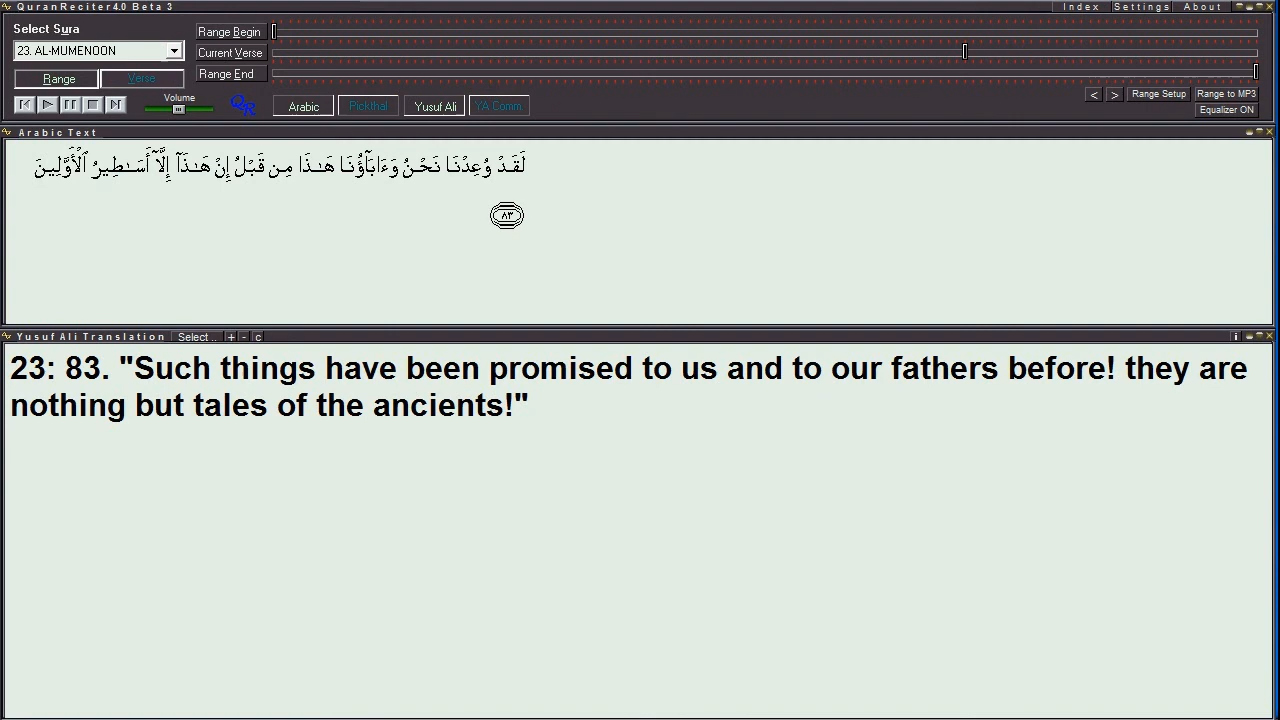 QuranReciter4.0 Beta 3
Index Settings About
Select Sura
23. AL-MUMENOON
Range Verse
Range Begin
Current Verse
Range End
Volume
QR
Arabic Pickthal Yusuf Ali YA Comm.
< > Range Setup Range to MP3
Equalizer ON
Arabic Text
لَقَدْ وُعِدْنَا نَحْنُ وَءَابَآؤُنَا هَـٰذَا مِن قَبْلُ إِنْ هَـٰذَآ إِلَّآ أَسَـٰطِيرُ ٱلْأَوَّلِينَ
٨٣
Yusuf Ali Translation Select .. + - c i
23: 83. "Such things have been promised to us and to our fathers before! they are
nothing but tales of the ancients!"